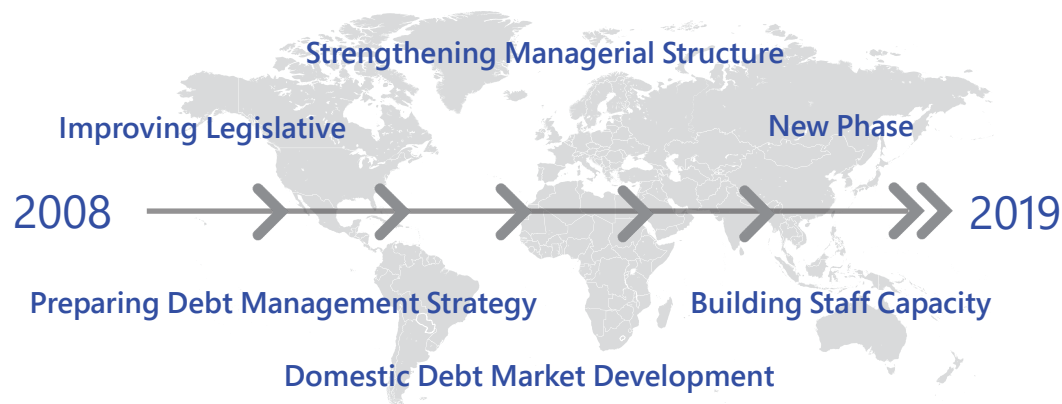 Strengthening Managerial Structure
Improving Legislative
New Phase
2008
2019
Preparing Debt Management Strategy
Building Staff Capacity
Domestic Debt Market Development